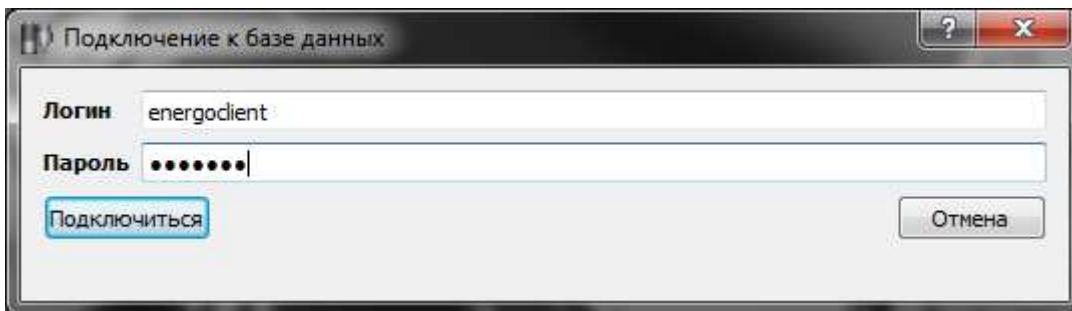 Подключение к базе данных
Логин energoclient
Пароль •••••••
Подключиться Отмена